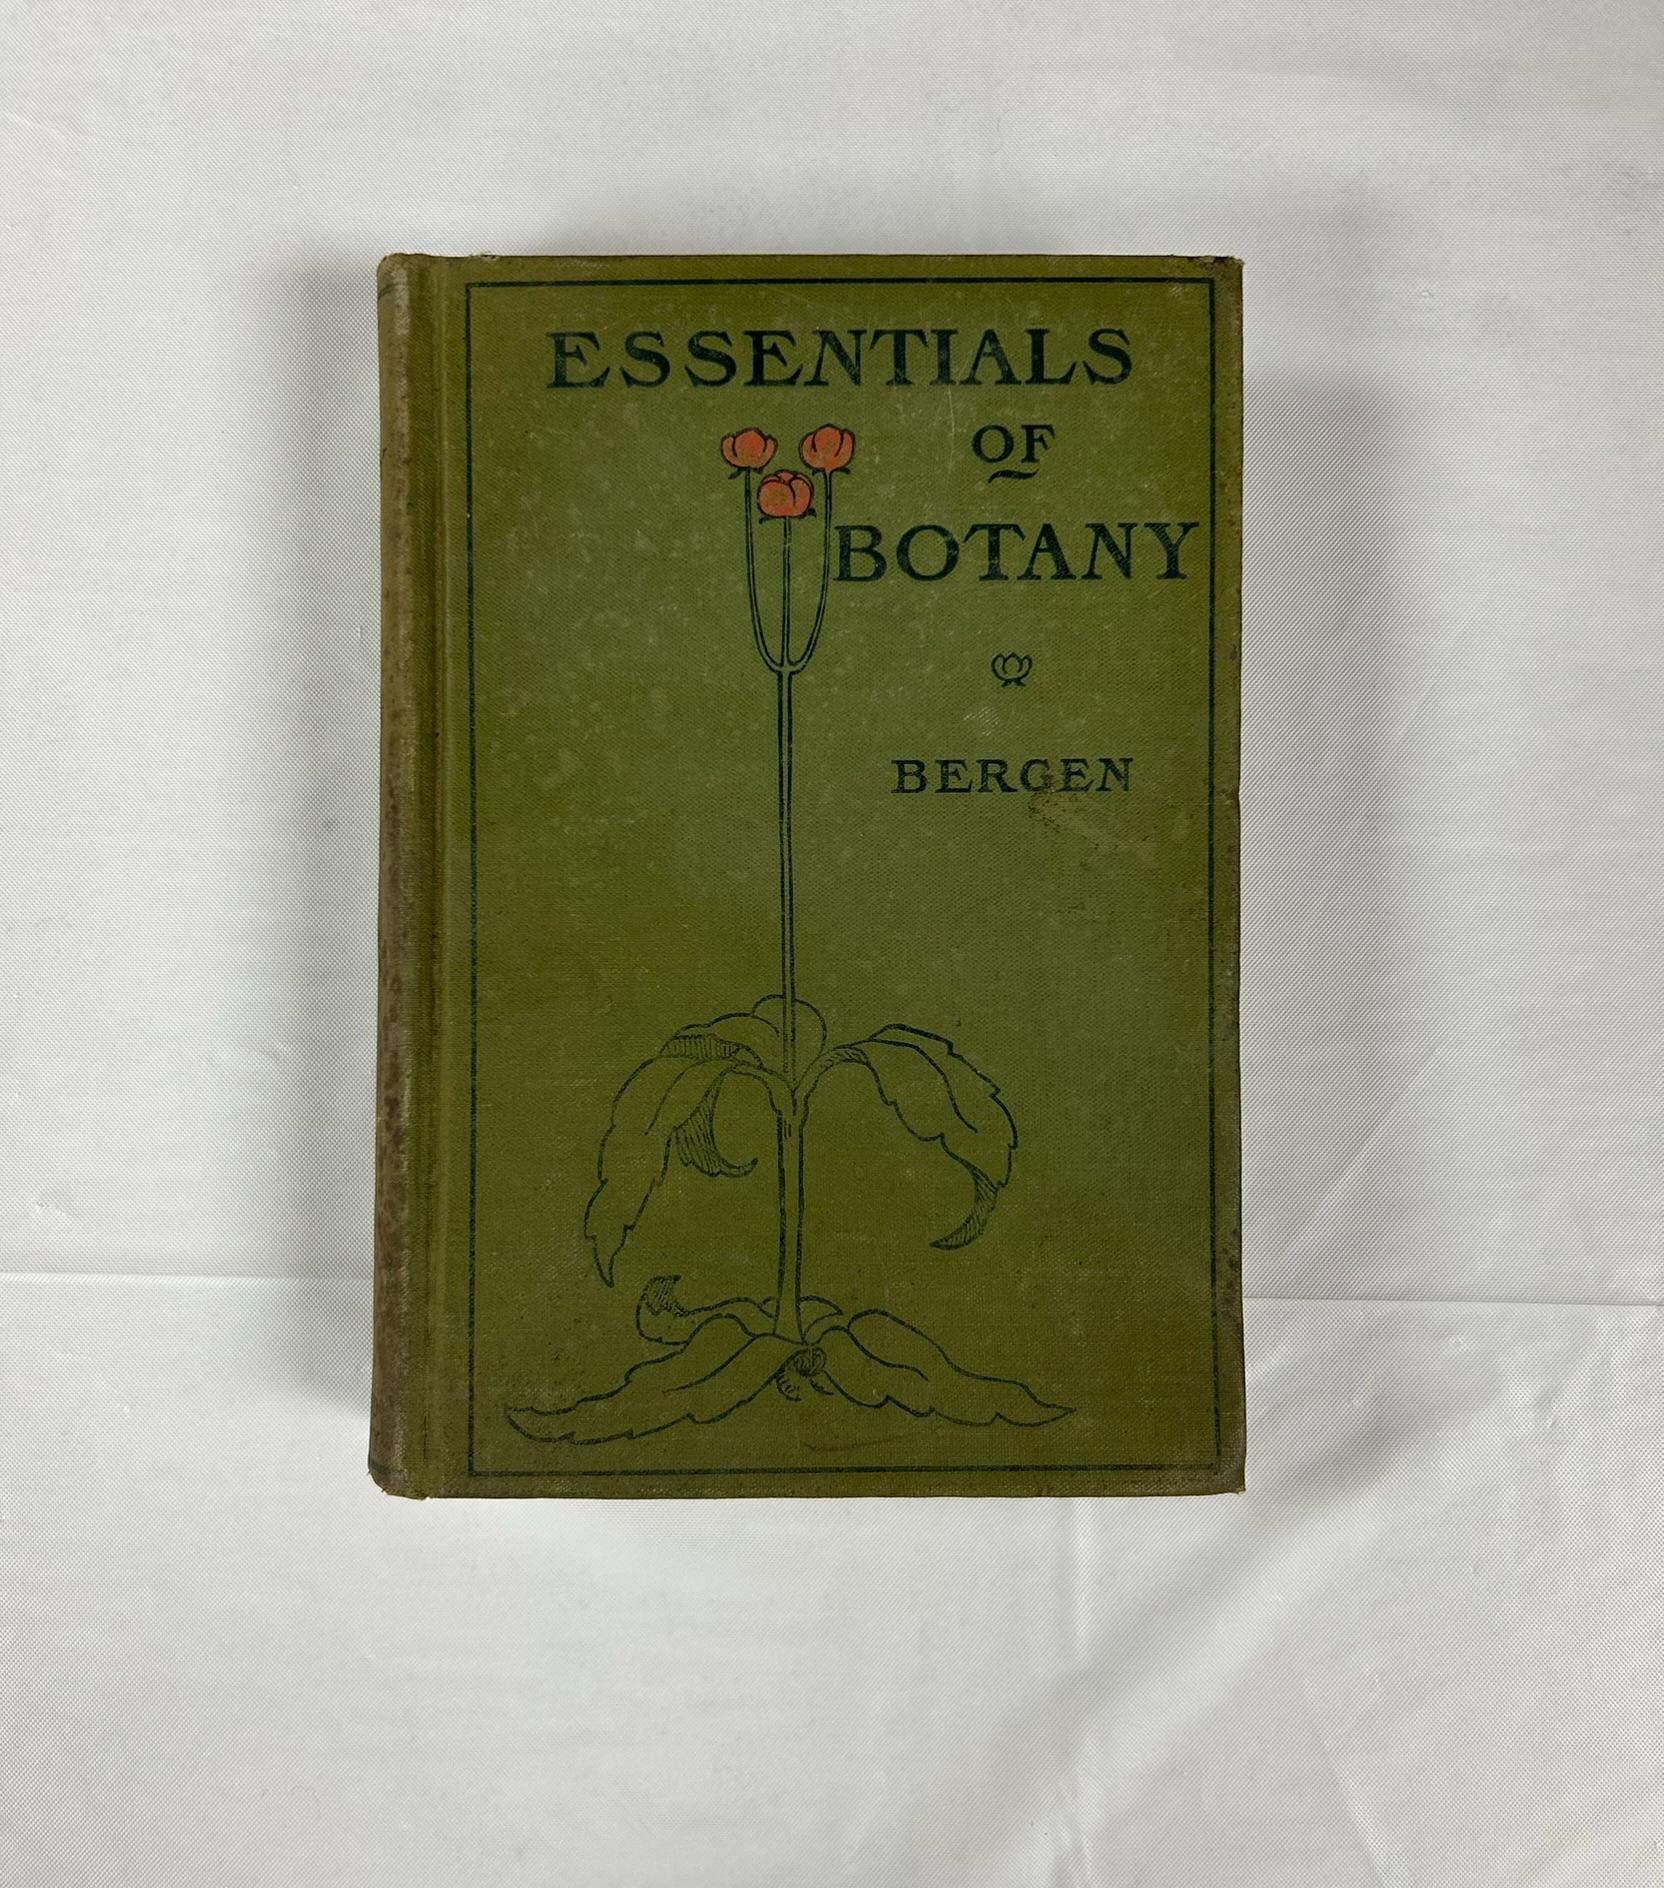 ESSENTIALS
OF
BOTANY
BERGEN